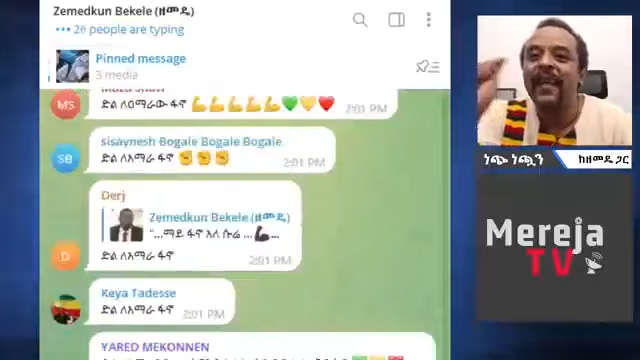 Zemedkun Bekele (ዘመዴ)
20 people are typing
Pinned message
3 media
MS
ድል ለዐማራው ፋኖ 💪💪💪💪💪💚💛❤️
2:01 PM
SB
sisaynesh Bogale Bogale Bogale
ድል ለአማራ ፋኖ ✊✊✊
2:01 PM
Derj
Zemedkun Bekele (ዘመዴ)
ድል ለአማራ ፋኖ
D
2:01 PM
Keya Tadesse
ድል ለአማራ ፋኖ
2:01 PM
YARED MEKONNEN
ነጭ ነጯን
ከዘመዴ ጋር
Mereja
TV